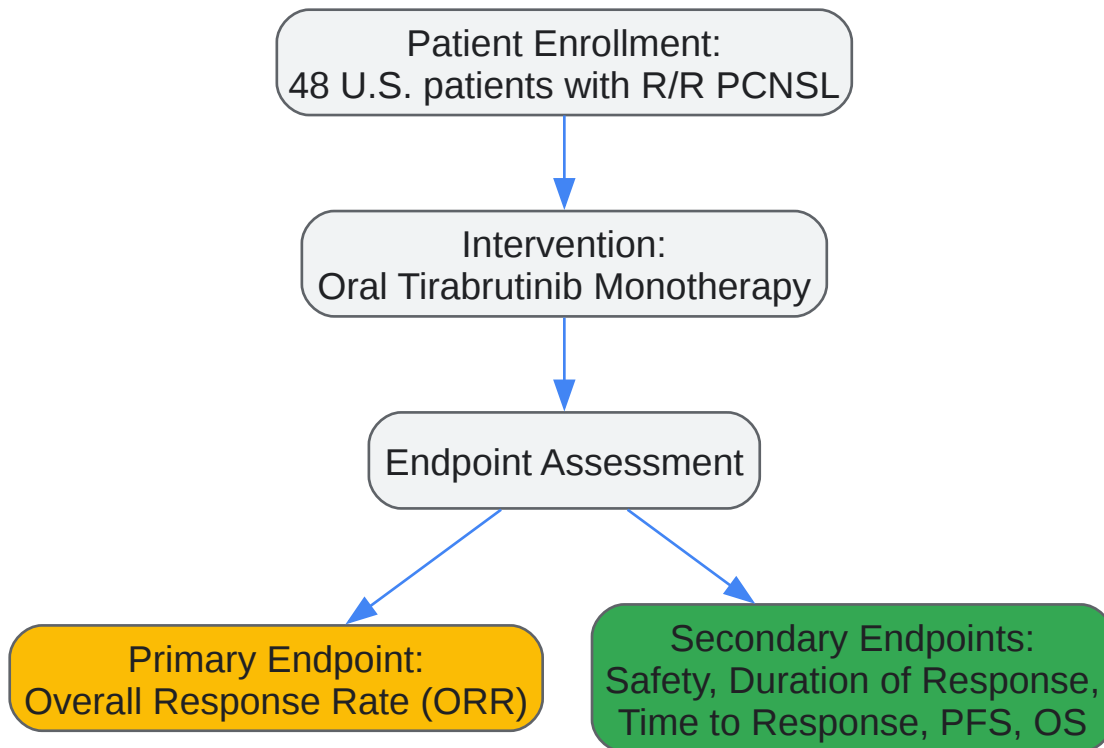 Patient Enrollment:
48 U.S. patients with R/R PCNSL
Intervention:
Oral Tirabrutinib Monotherapy
Endpoint Assessment
Primary Endpoint:
Overall Response Rate (ORR)
Secondary Endpoints:
Safety, Duration of Response,
Time to Response, PFS, OS